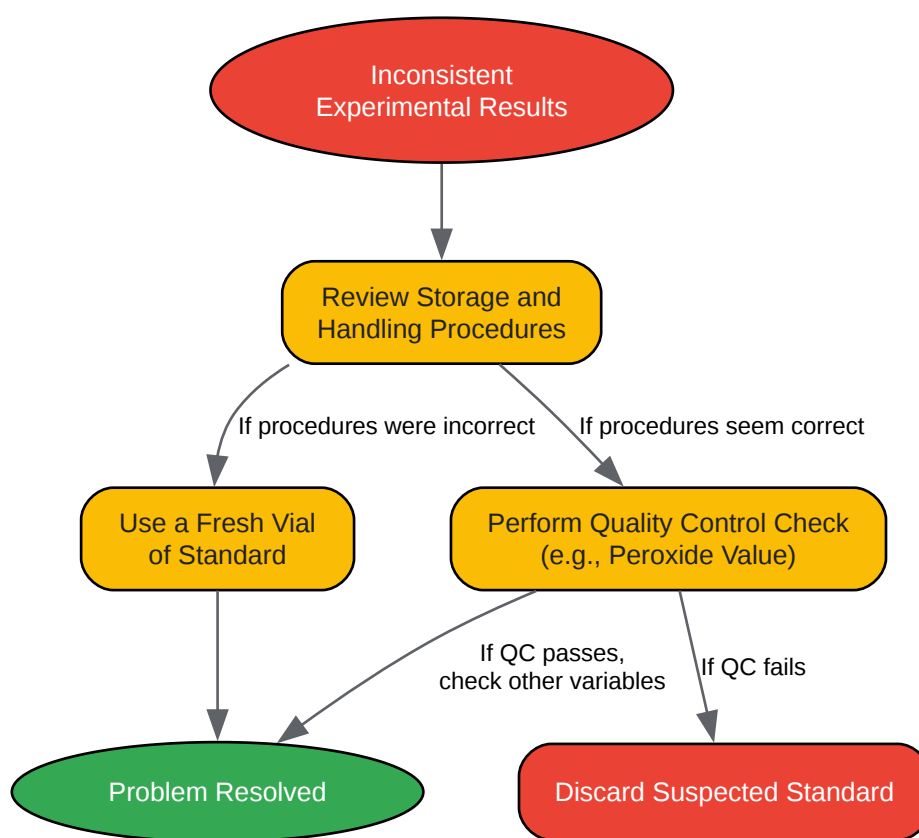 Inconsistent
Experimental Results
Review Storage and
Handling Procedures
If procedures were incorrect
If procedures seem correct
Use a Fresh Vial
of Standard
Perform Quality Control Check
(e.g., Peroxide Value)
If QC passes,
check other variables
If QC fails
Problem Resolved
Discard Suspected Standard